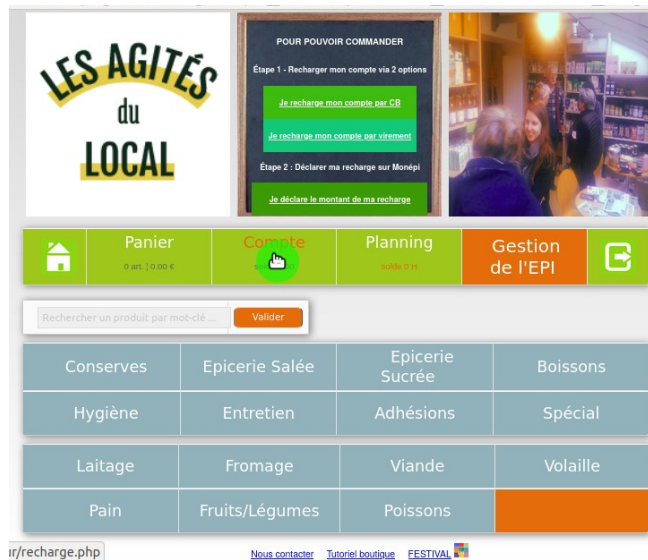 LES AGITÉS
du
LOCAL
POUR POUVOIR COMMANDER
Étape 1 - Recharger mon compte via 2 options
Je recharge mon compte par CB
Je recharge mon compte par virement
Étape 2 : Déclarer ma recharge sur Monépi
Je déclare le montant de ma recharge
Panier
0 art. | 0.00 €
Compte
Planning
solde 0 H
Gestion
de l'EPI
Rechercher un produit par mot-clé ...
Valider
Conserves
Epicerie Salée
Epicerie
Sucrée
Boissons
Hygiène
Entretien
Adhésions
Spécial
Laitage
Fromage
Viande
Volaille
Pain
Fruits/Légumes
Poissons
ur/recharge.php
Nous contacter
Tutoriel boutique
FESTIVAL